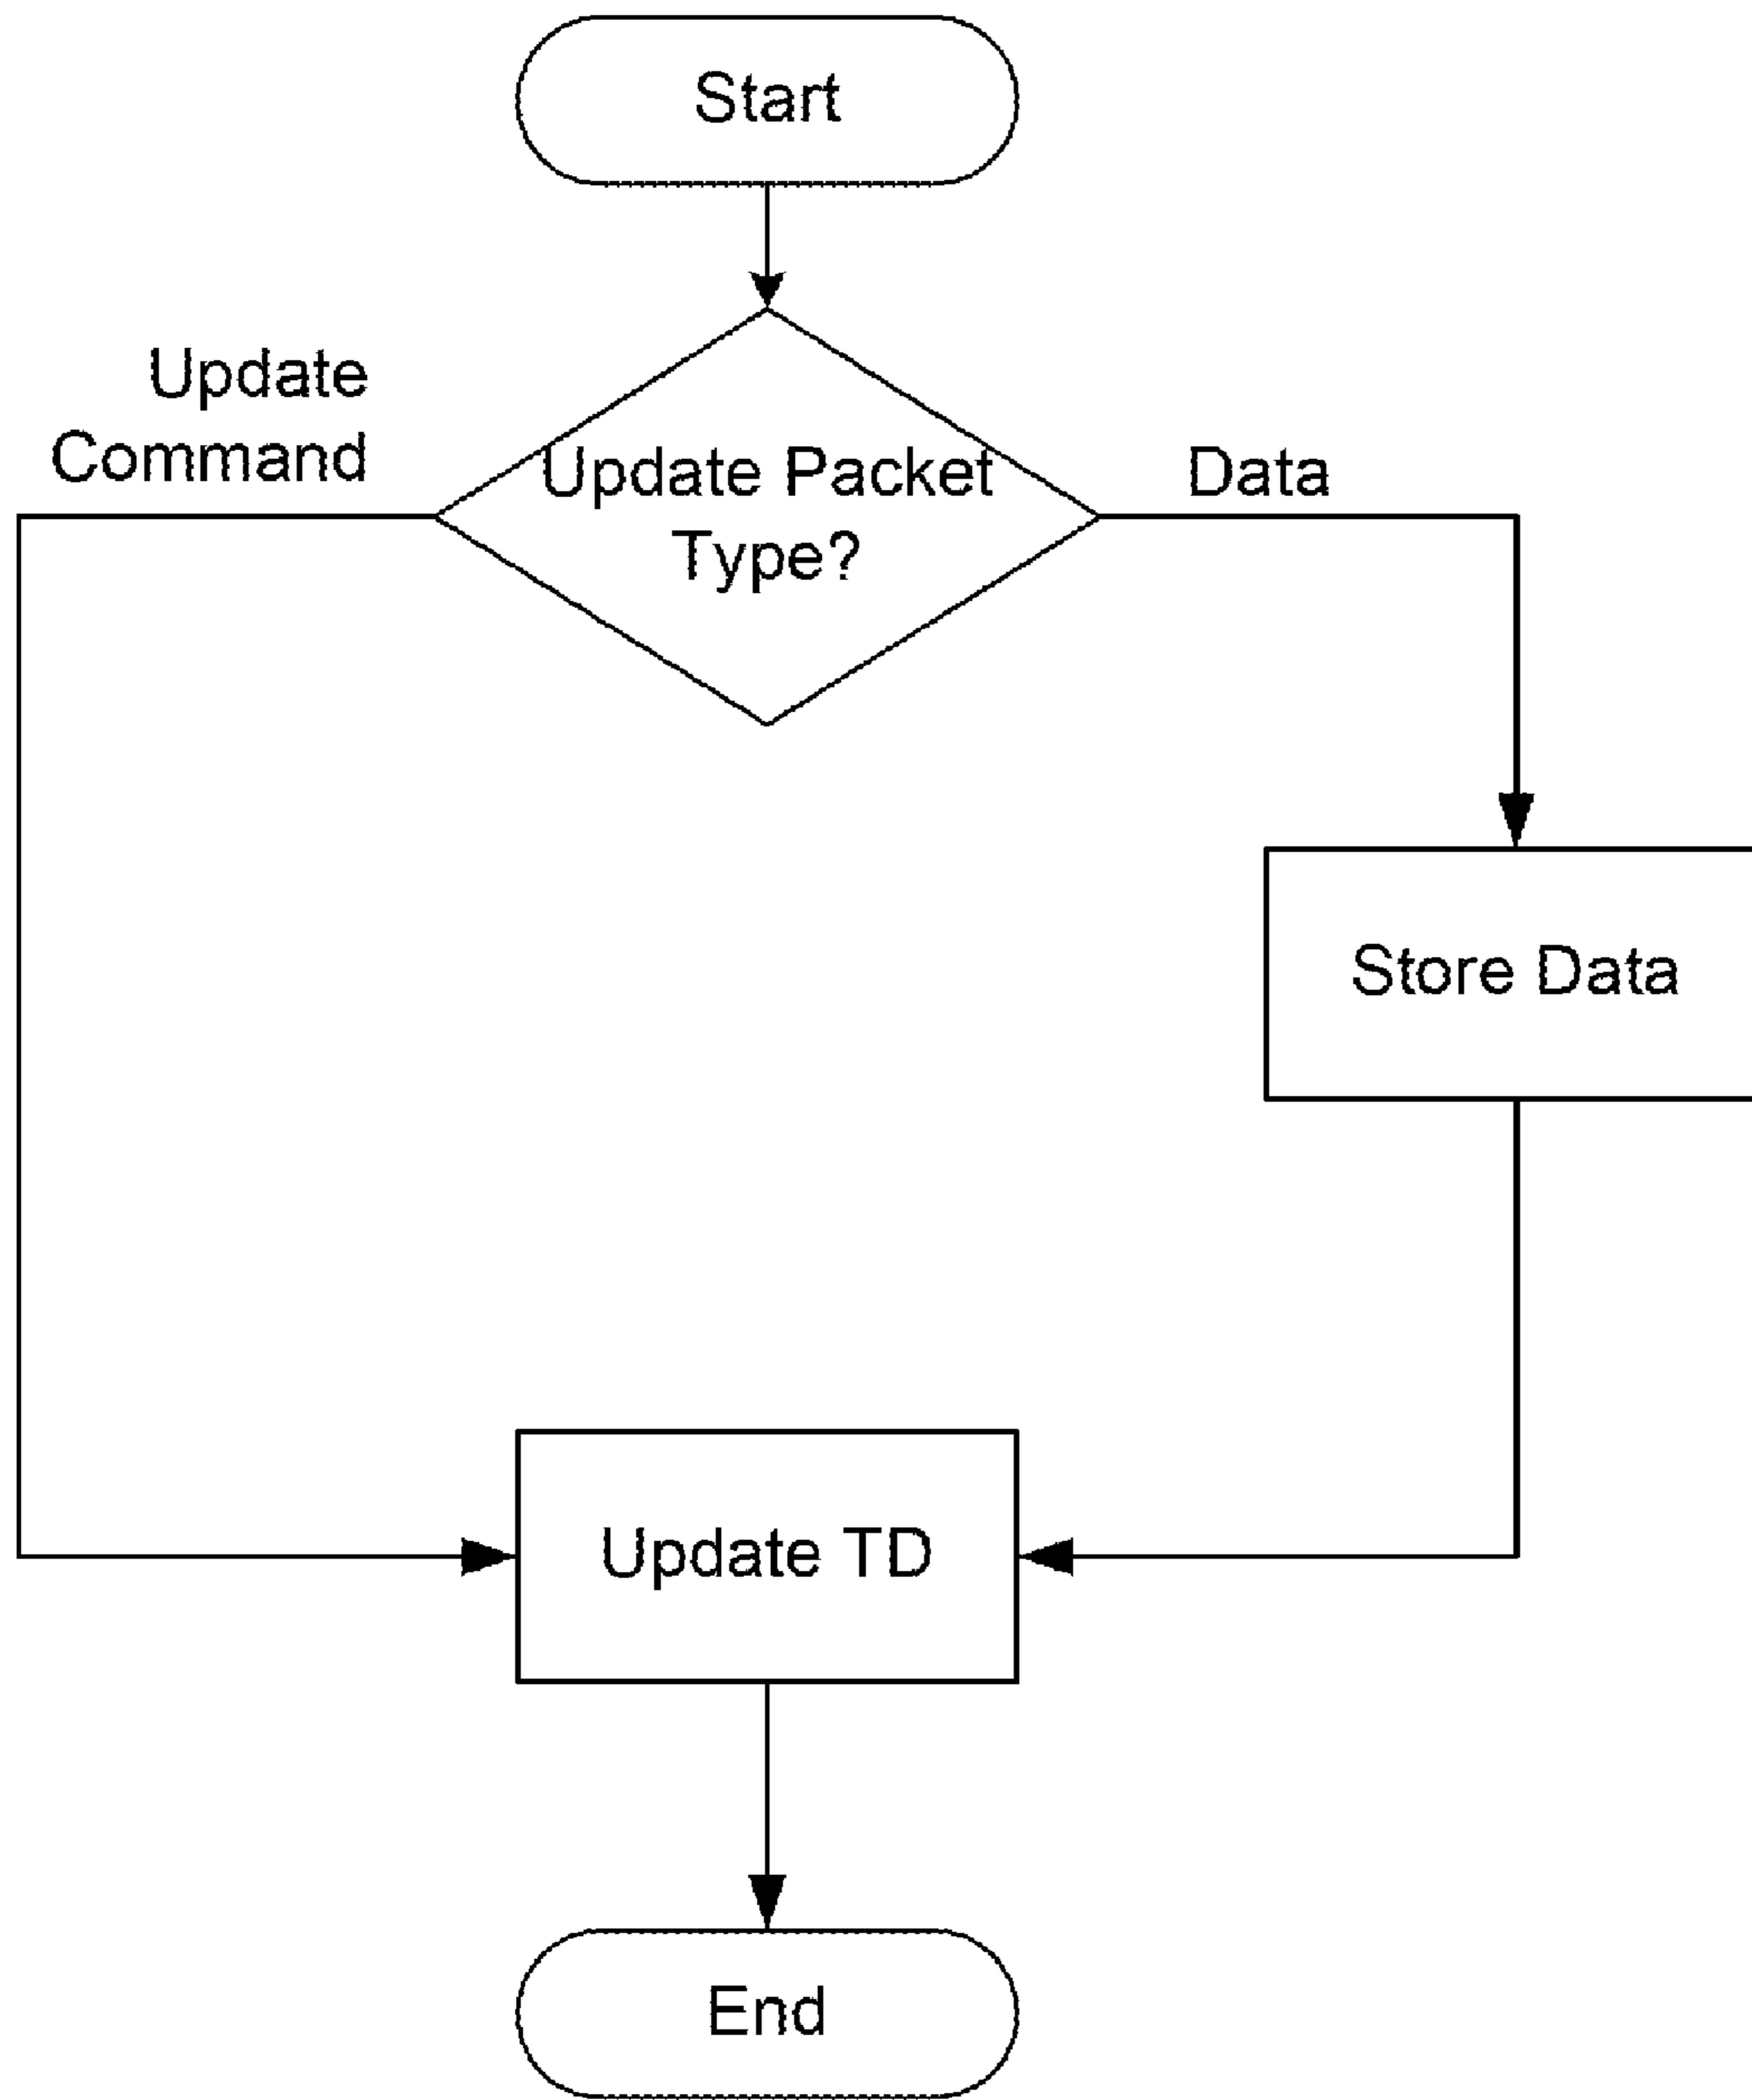 Start
Update
Command
Update Packet
Type?
Data
Store Data
Update TD
End